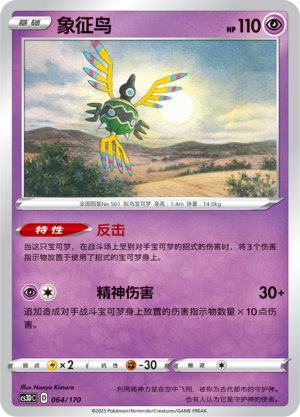 基础 象征鸟 HP 110
全国图鉴No.561 似鸟宝可梦 身高：1.4m 体重：14.0kg
特性 反击
当这只宝可梦，在战斗场上受到对手宝可梦的招式的伤害时，将3个伤害
指示物放置于使用了招式的宝可梦身上。
精神伤害 30+
追加造成对手战斗宝可梦身上放置的伤害指示物数量×10点伤
害。
弱点 ×2 抗性 -30 撤退
Illus. Naoyo Kimura
CS3D C D 064/170
利用精神力量在空中飞翔，被称为古代都市的守护神。
也有人认为它是守护神的使者。
©2023 Pokémon/Nintendo/Creatures/GAME FREAK.